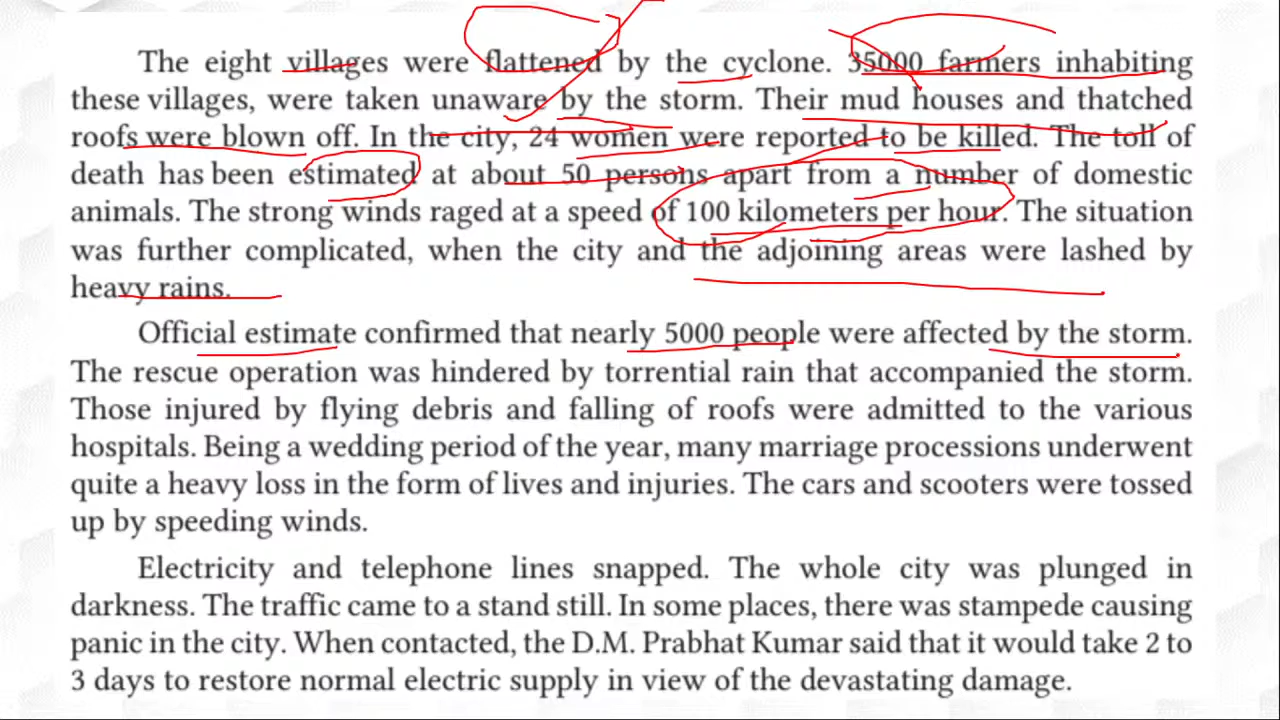 The eight villages were flattened by the cyclone. 35000 farmers inhabiting
these villages, were taken unaware by the storm. Their mud houses and thatched
roofs were blown off. In the city, 24 women were reported to be killed. The toll of
death has been estimated at about 50 persons apart from a number of domestic
animals. The strong winds raged at a speed of 100 kilometers per hour. The situation
was further complicated, when the city and the adjoining areas were lashed by
heavy rains.
Official estimate confirmed that nearly 5000 people were affected by the storm.
The rescue operation was hindered by torrential rain that accompanied the storm.
Those injured by flying debris and falling of roofs were admitted to the various
hospitals. Being a wedding period of the year, many marriage processions underwent
quite a heavy loss in the form of lives and injuries. The cars and scooters were tossed
up by speeding winds.
Electricity and telephone lines snapped. The whole city was plunged in
darkness. The traffic came to a stand still. In some places, there was stampede causing
panic in the city. When contacted, the D.M. Prabhat Kumar said that it would take 2 to
3 days to restore normal electric supply in view of the devastating damage.